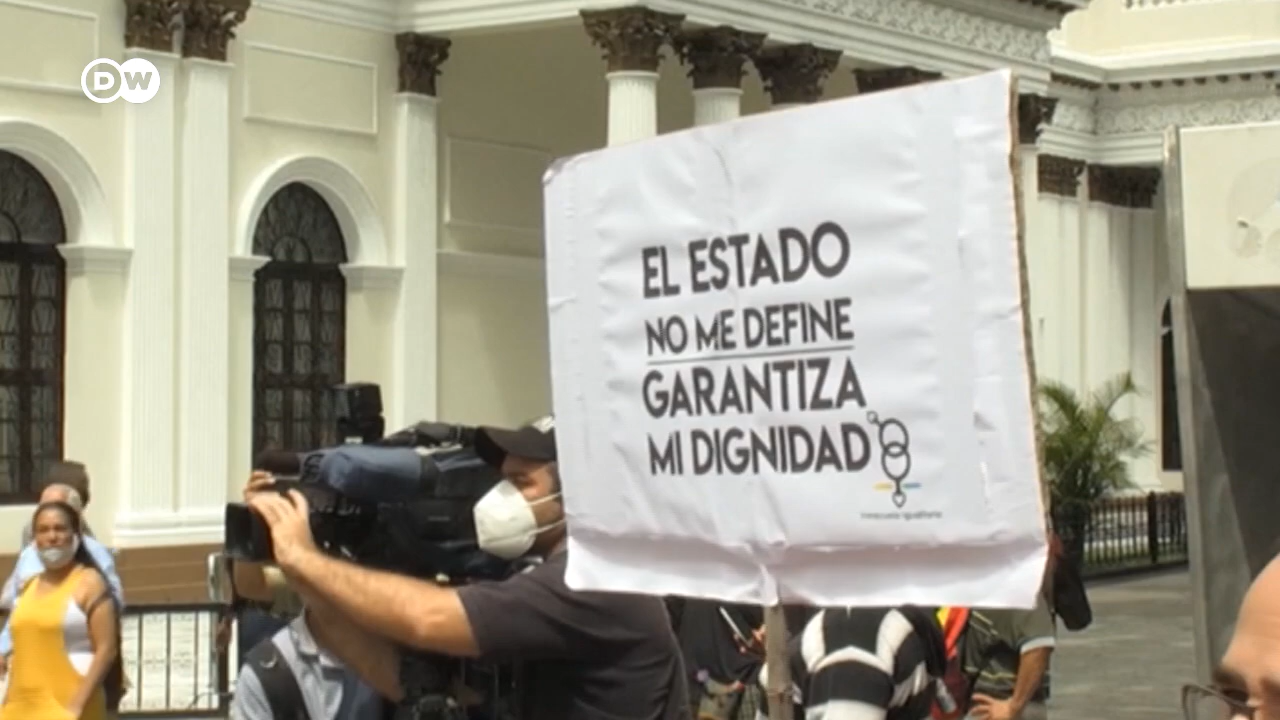 DW
EL ESTADO
NO ME DEFINE
GARANTIZA
MI DIGNIDAD